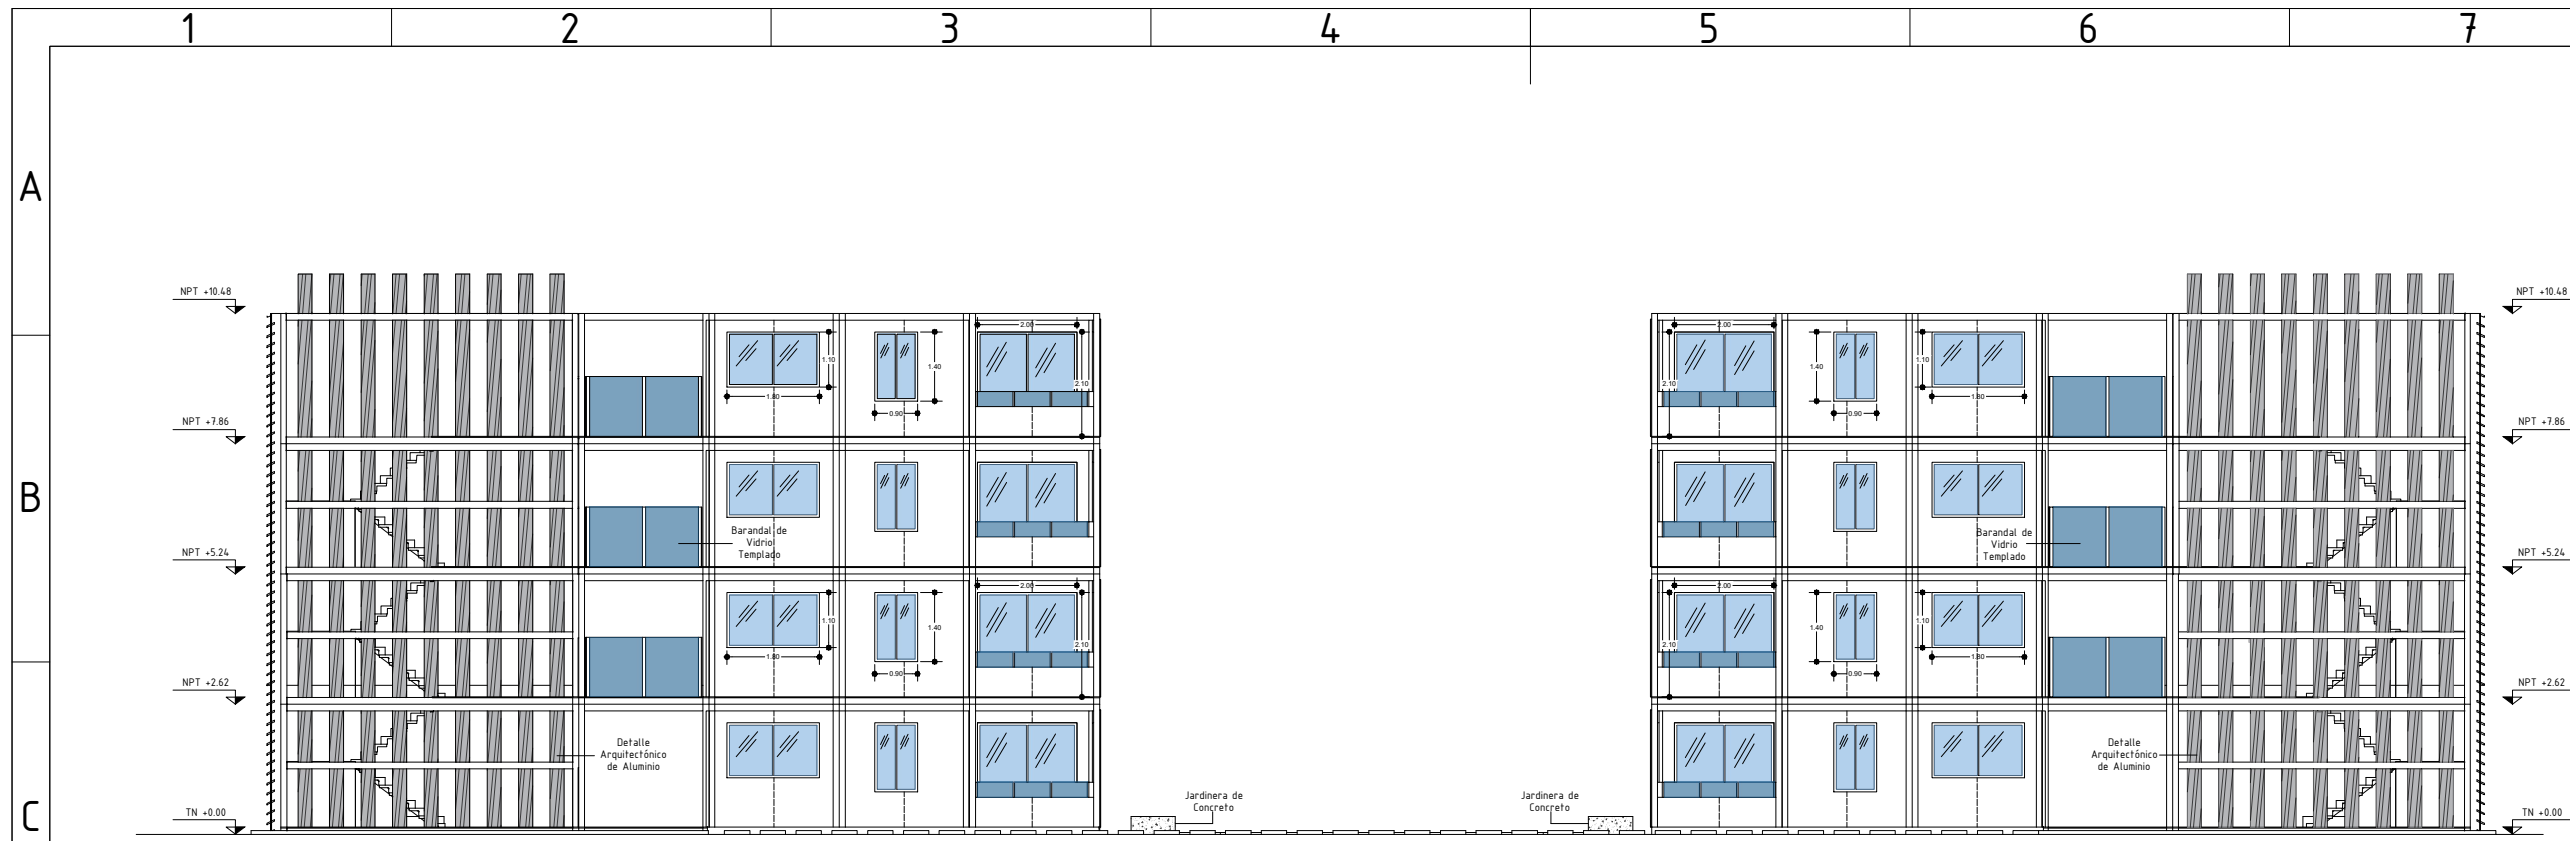 1 2 3 4 5 6 7
A
B
C
NPT +10.48
NPT +7.86
NPT +5.24
NPT +2.62
TN +0.00
2.00
1.10
1.80
1.40
0.90
2.10
Barandal de
Vidrio
Templado
2.00
1.10
1.80
1.40
0.90
2.10
Detalle
Arquitectónico
de Aluminio
Jardinera de
Concreto
Jardinera de
Concreto
2.00
2.10
1.40
0.90
1.10
1.80
Barandal de
Vidrio
Templado
2.00
2.10
1.40
0.90
1.10
1.80
Detalle
Arquitectónico
de Aluminio
NPT +10.48
NPT +7.86
NPT +5.24
NPT +2.62
TN +0.00